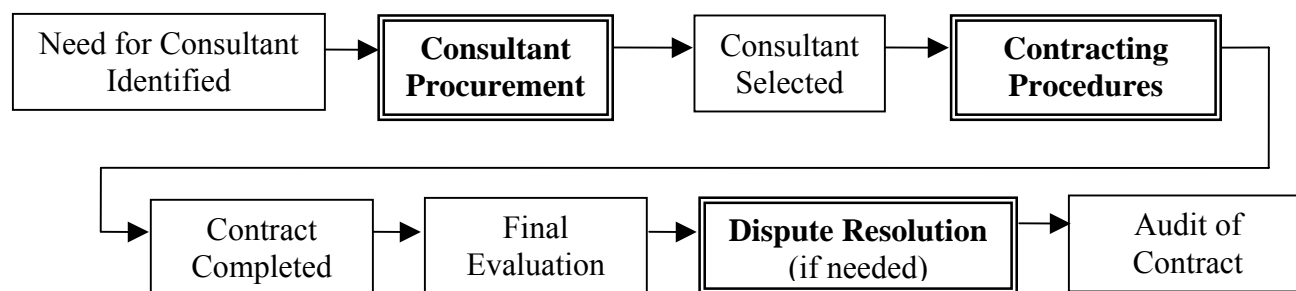 Need for Consultant
Identified
Consultant
Procurement
Consultant
Selected
Contracting
Procedures
Contract
Completed
Final
Evaluation
Dispute Resolution
(if needed)
Audit of
Contract